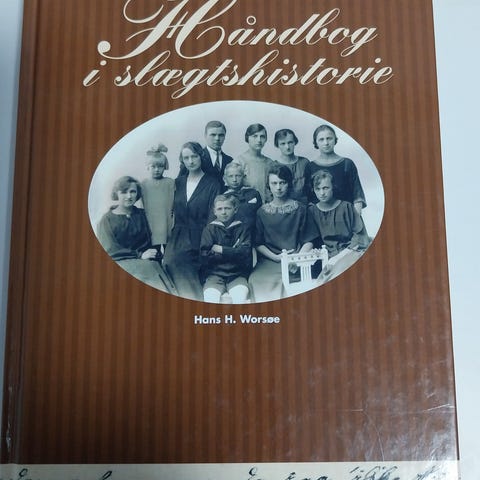 Håndbog
i slægtshistorie
Hans H. Worsøe